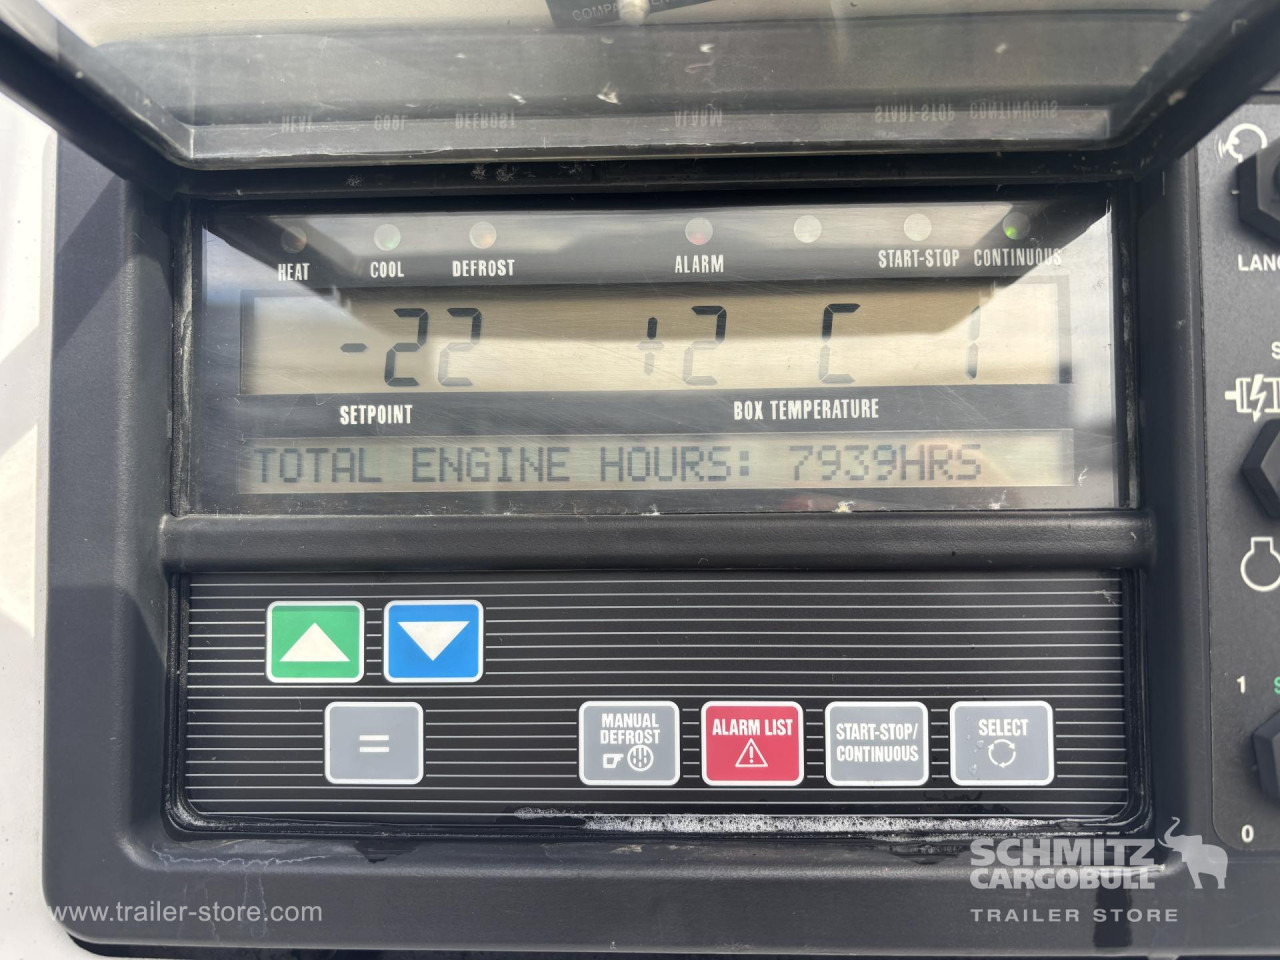 HEAT COOL DEFROST ALARM START-STOP CONTINUOUS
-22 +2 C 1
SETPOINT BOX TEMPERATURE
TOTAL ENGINE HOURS: 7939HRS
=
MANUAL DEFROST
ALARM LIST
START-STOP/
CONTINUOUS
SELECT
1
0
SCHMITZ
CARGOBULL
TRAILER STORE
www.trailer-store.com